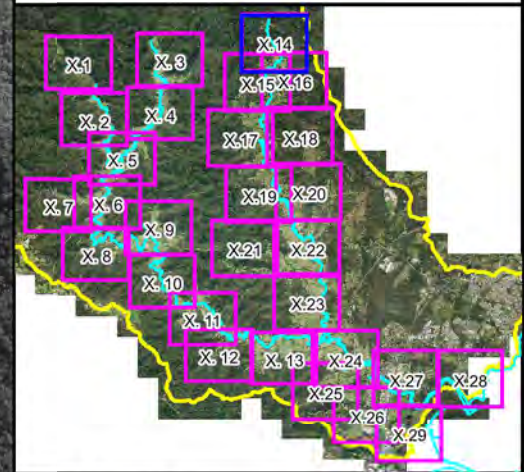 X.14
X.1
X. 3
X.15
X.16
X. 2
X. 4
X.17
X.18
X. 5
X.19
X.20
X. 7
X. 6
X. 9
X.21
X.22
X. 8
X. 10
X.23
X. 11
X. 12
X. 13
X.24
X.27
X.28
X.25
X.26
X.29